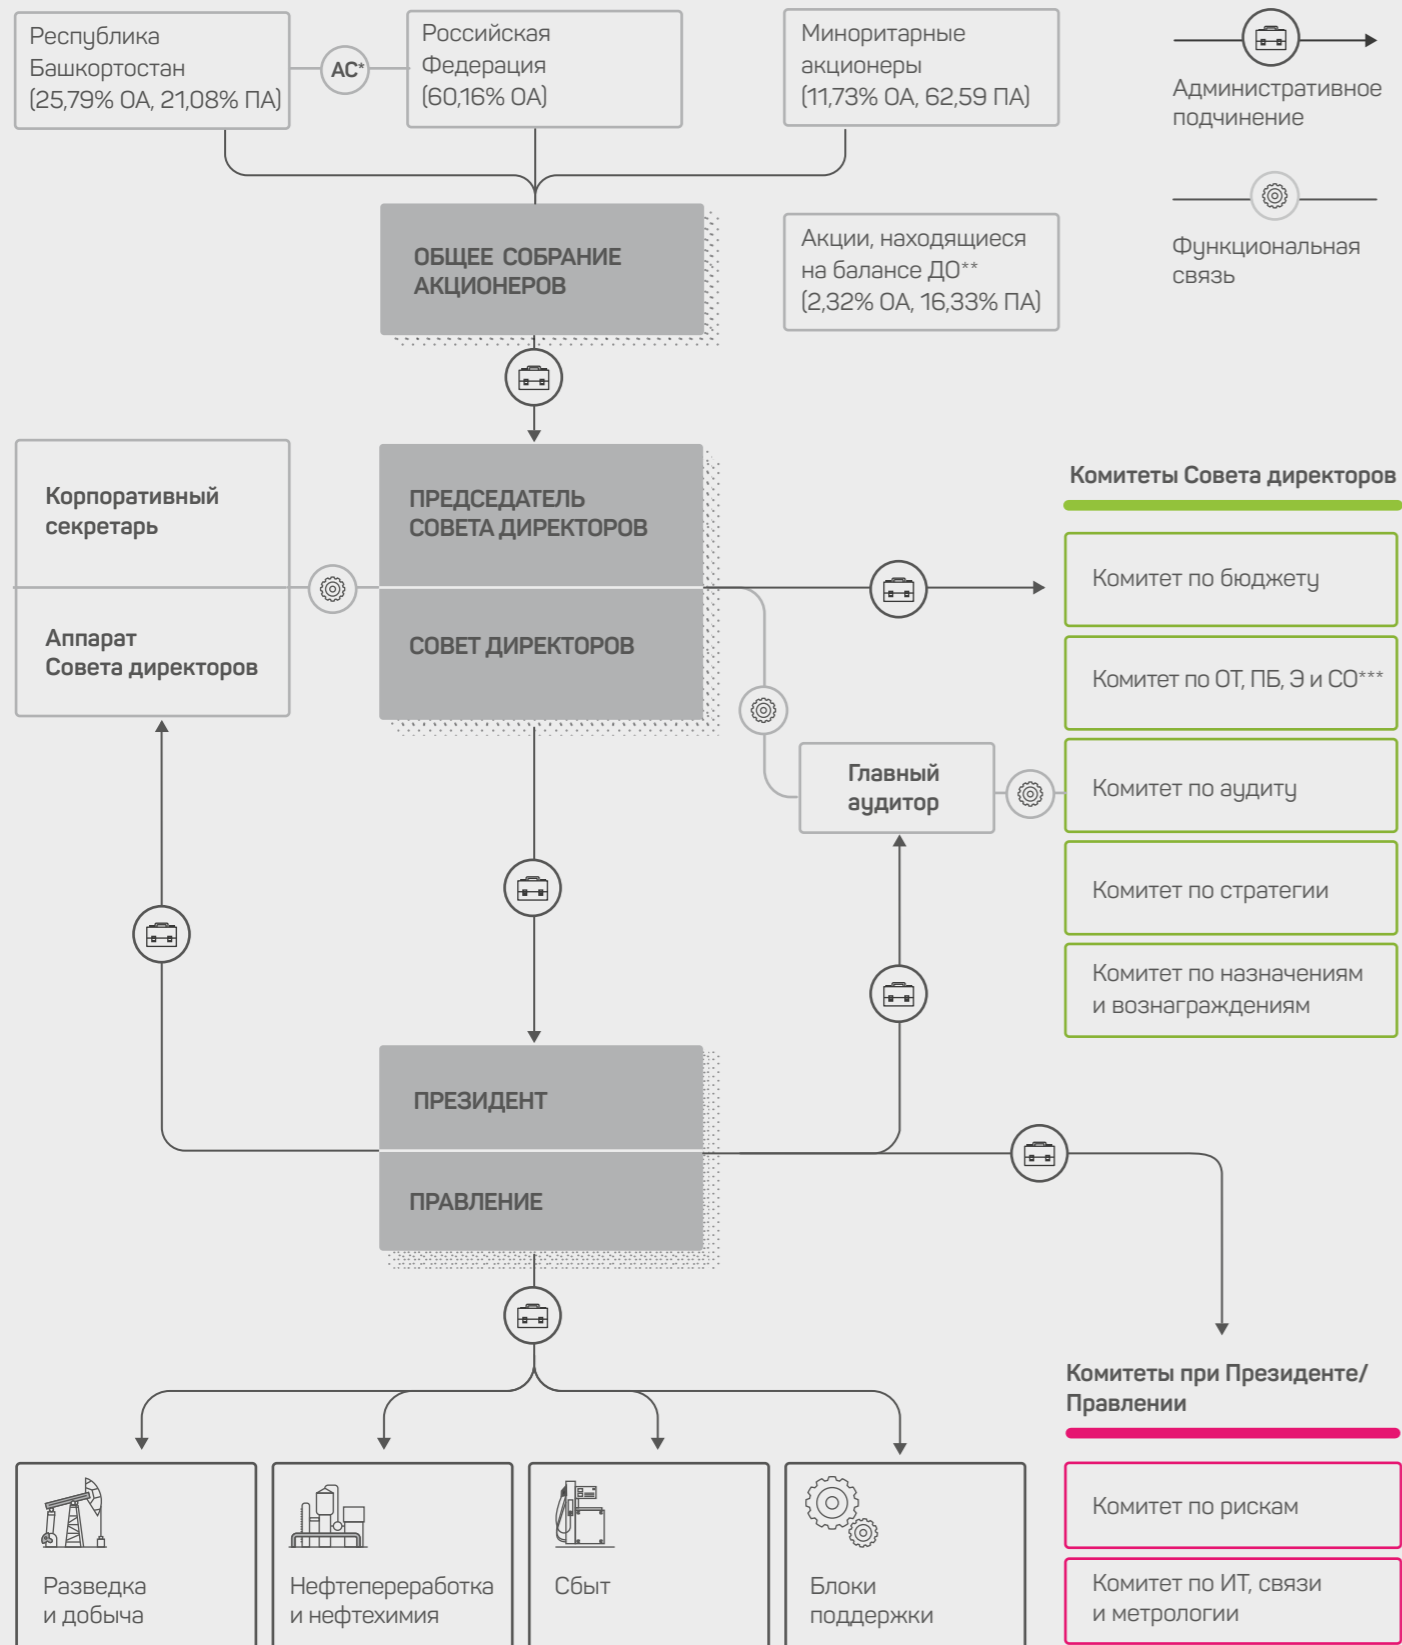 Республика
Башкортостан
(25,79% ОА, 21,08% ПА)
АС*
Российская
Федерация
(60,16% ОА)
Миноритарные
акционеры
(11,73% ОА, 62,59 ПА)
Административное
подчинение
Функциональная
связь
ОБЩЕЕ СОБРАНИЕ
АКЦИОНЕРОВ
Акции, находящиеся
на балансе ДО**
(2,32% ОА, 16,33% ПА)
Корпоративный
секретарь
Аппарат
Совета директоров
ПРЕДСЕДАТЕЛЬ
СОВЕТА ДИРЕКТОРОВ
СОВЕТ ДИРЕКТОРОВ
Комитеты Совета директоров
Комитет по бюджету
Комитет по ОТ, ПБ, Э и СО***
Комитет по аудиту
Комитет по стратегии
Комитет по назначениям
и вознаграждениям
Главный
аудитор
ПРЕЗИДЕНТ
ПРАВЛЕНИЕ
Комитеты при Президенте/
Правлении
Комитет по рискам
Комитет по ИТ, связи
и метрологии
Разведка
и добыча
Нефтепереработка
и нефтехимия
Сбыт
Блоки
поддержки